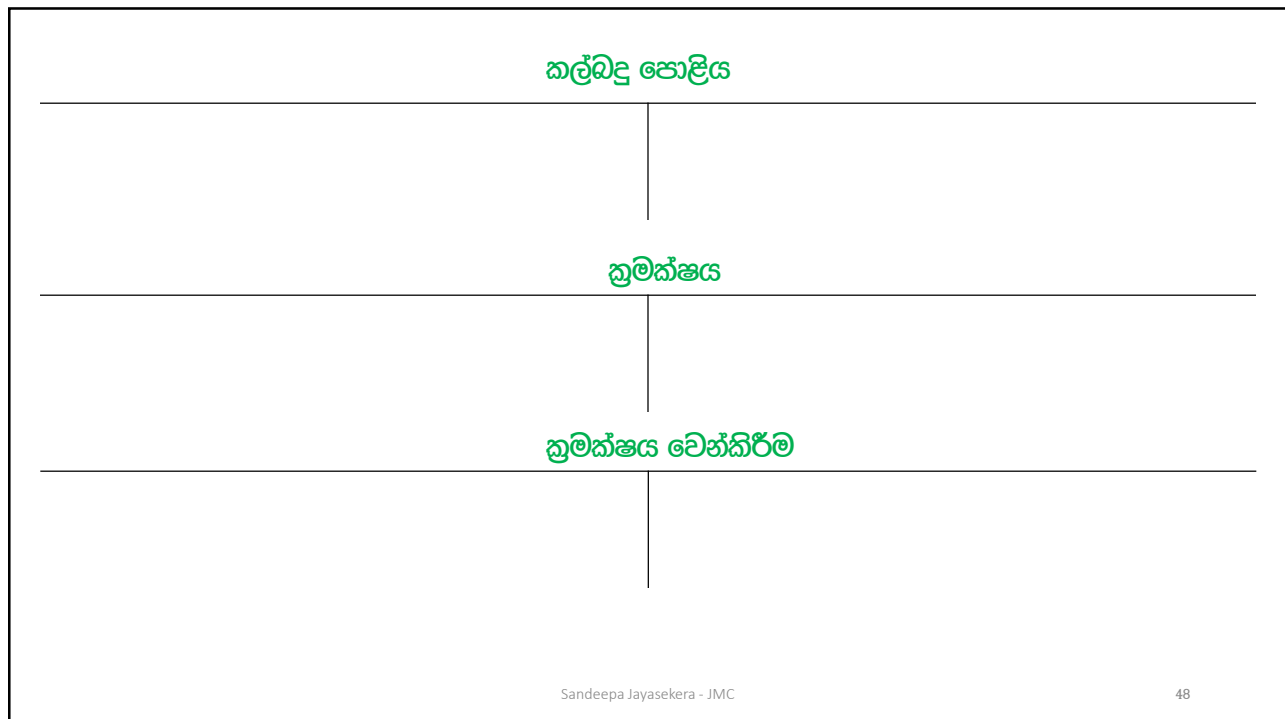 කල්බදු පොළිය
ක්‍රමක්ෂය
ක්‍රමක්ෂය වෙන්කිරීම
Sandeepa Jayasekera - JMC
48